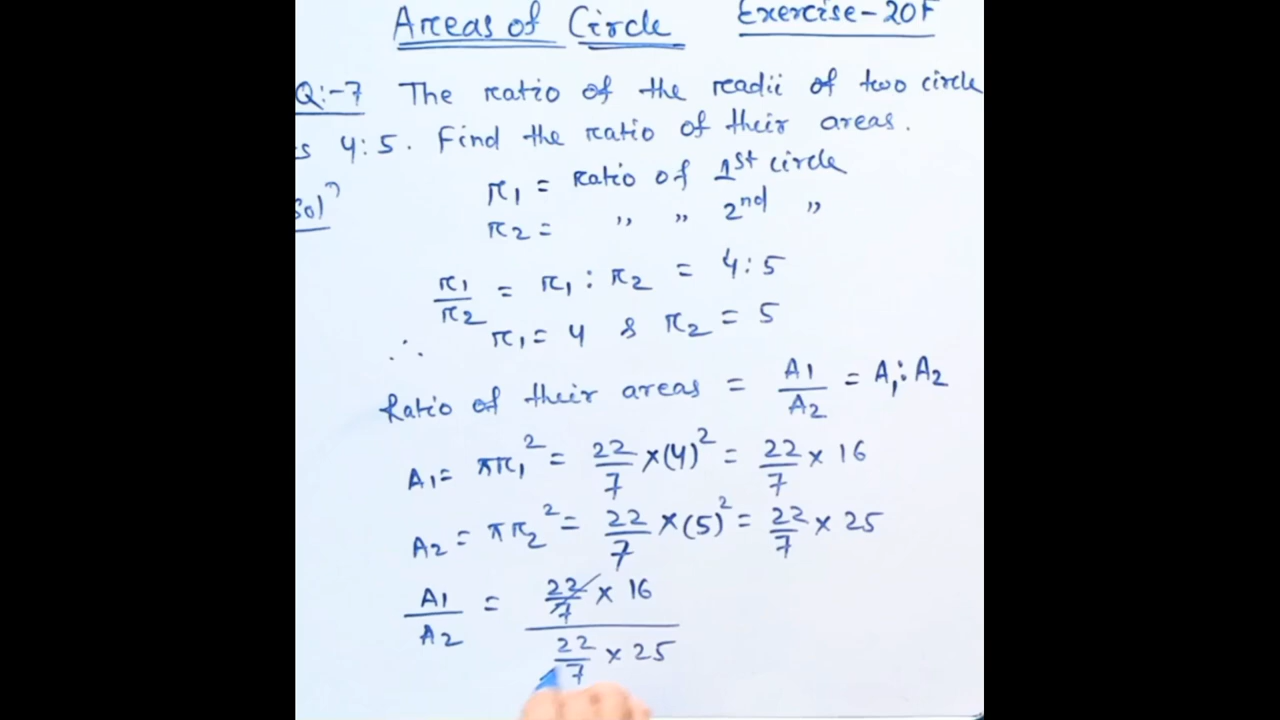 Areas of Circle Exercise-20F
Q:-7 The ratio of the radii of two circle
s 4:5. Find the ratio of their areas.
Solⁿ r₁ = Ratio of 1st circle
r₂ = " " 2nd "
r₁/r₂ = r₁ : r₂ = 4:5
∴ r₁ = 4 & r₂ = 5
Ratio of their areas = A₁/A₂ = A₁:A₂
A₁ = πr₁² = 22/7 × (4)² = 22/7 × 16
A₂ = πr₂² = 22/7 × (5)² = 22/7 × 25
A₁/A₂ = 22/7 × 16
22/7 × 25